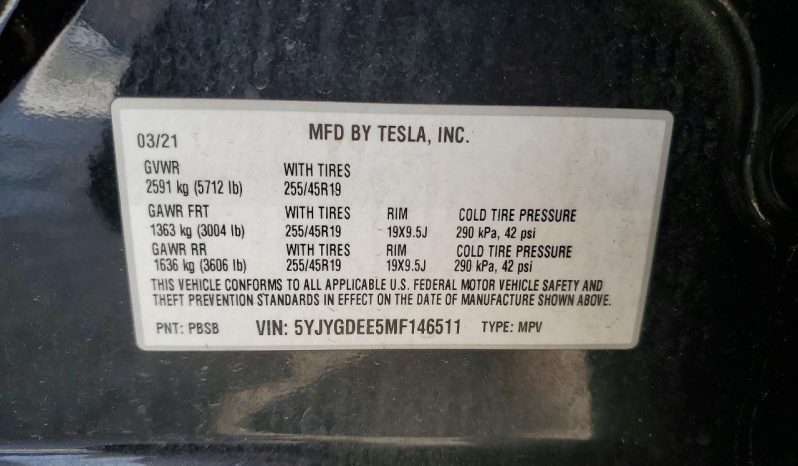 03/21 MFD BY TESLA, INC.
GVWR WITH TIRES
2591 kg (5712 lb) 255/45R19
GAWR FRT WITH TIRES RIM COLD TIRE PRESSURE
1363 kg (3004 lb) 255/45R19 19X9.5J 290 kPa, 42 psi
GAWR RR WITH TIRES RIM COLD TIRE PRESSURE
1636 kg (3606 lb) 255/45R19 19X9.5J 290 kPa, 42 psi
THIS VEHICLE CONFORMS TO ALL APPLICABLE U.S. FEDERAL MOTOR VEHICLE SAFETY AND
THEFT PREVENTION STANDARDS IN EFFECT ON THE DATE OF MANUFACTURE SHOWN ABOVE.
PNT: PBSB VIN: 5YJYGDEE5MF146511 TYPE: MPV